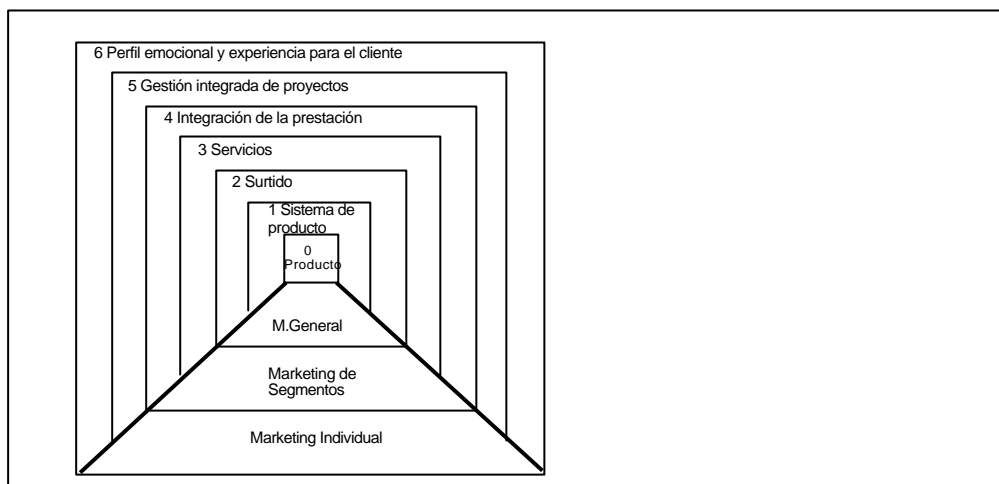 6 Perfil emocional y experiencia para el cliente
5 Gestión integrada de proyectos
4 Integración de la prestación
3 Servicios
2 Surtido
1 Sistema de
producto
0
Producto
M.General
Marketing de
Segmentos
Marketing Individual